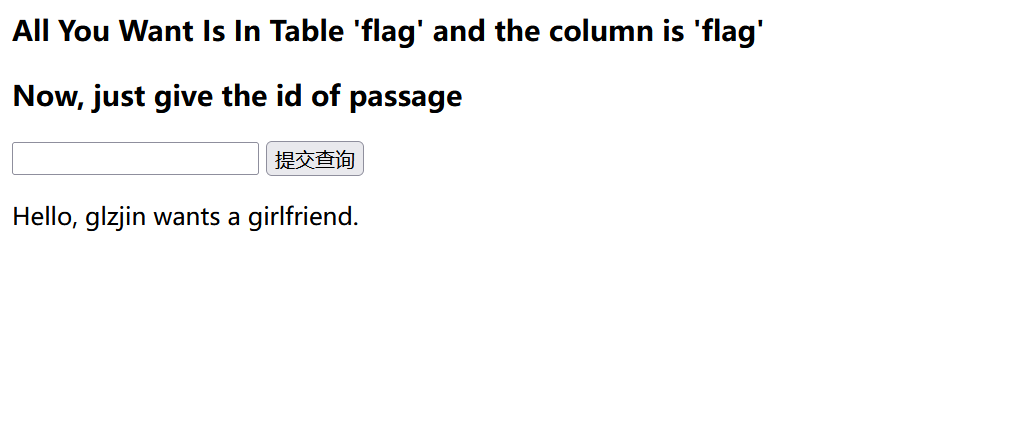 All You Want Is In Table 'flag' and the column is 'flag'
Now, just give the id of passage
提交查询
Hello, glzjin wants a girlfriend.